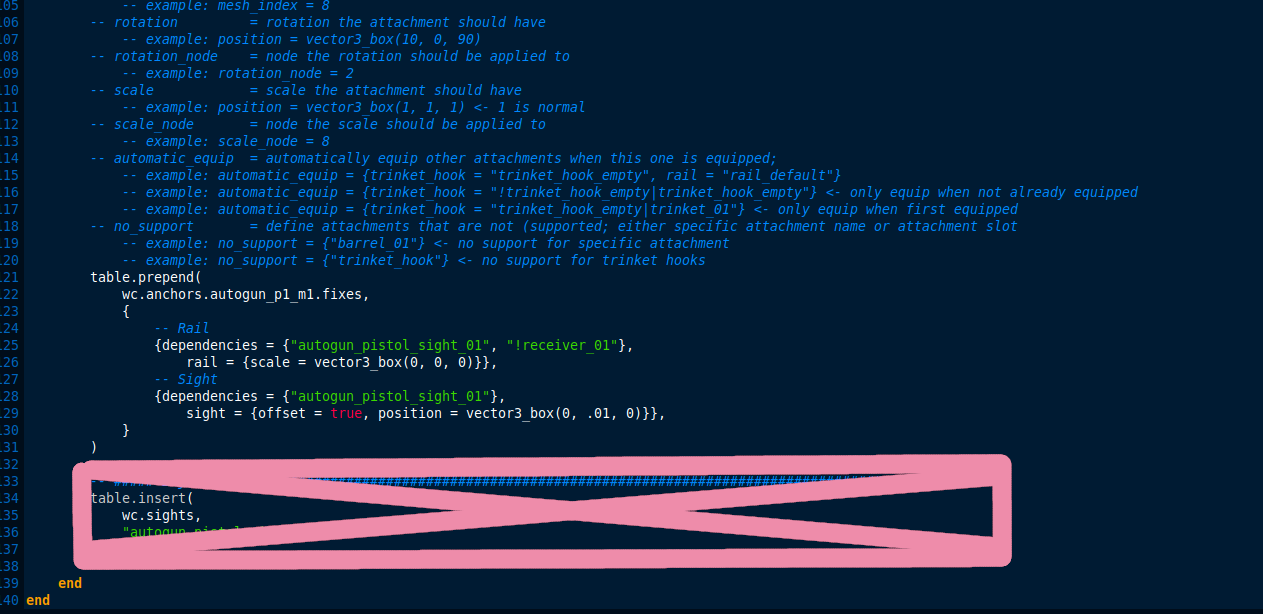 05 -- example: mesh_index = 8
06 -- rotation = rotation the attachment should have
07 -- example: position = vector3_box(10, 0, 90)
08 -- rotation_node = node the rotation should be applied to
09 -- example: rotation_node = 2
10 -- scale = scale the attachment should have
11 -- example: position = vector3_box(1, 1, 1) <- 1 is normal
12 -- scale_node = node the scale should be applied to
13 -- example: scale_node = 8
14 -- automatic_equip = automatically equip other attachments when this one is equipped;
15 -- example: automatic_equip = {trinket_hook = "trinket_hook_empty", rail = "rail_default"}
16 -- example: automatic_equip = {trinket_hook = "!trinket_hook_empty|trinket_hook_empty"} <- only equip when not already equipped
17 -- example: automatic_equip = {trinket_hook = "trinket_hook_empty|trinket_01"} <- only equip when first equipped
18 -- no_support = define attachments that are not (supported; either specific attachment name or attachment slot
19 -- example: no_support = {"barrel_01"} <- no support for specific attachment
20 -- example: no_support = {"trinket_hook"} <- no support for trinket hooks
21 table.prepend(
22 wc.anchors.autogun_p1_m1.fixes,
23 {
24 -- Rail
25 {dependencies = {"autogun_pistol_sight_01", "!receiver_01"},
26 rail = {scale = vector3_box(0, 0, 0)}},
27 -- Sight
28 {dependencies = {"autogun_pistol_sight_01"},
29 sight = {offset = true, position = vector3_box(0, .01, 0)}},
30 }
31 )
32
33
34 table.insert(
35 wc.sights,
36 "autogun_pistol
37
38
39 end
40 end